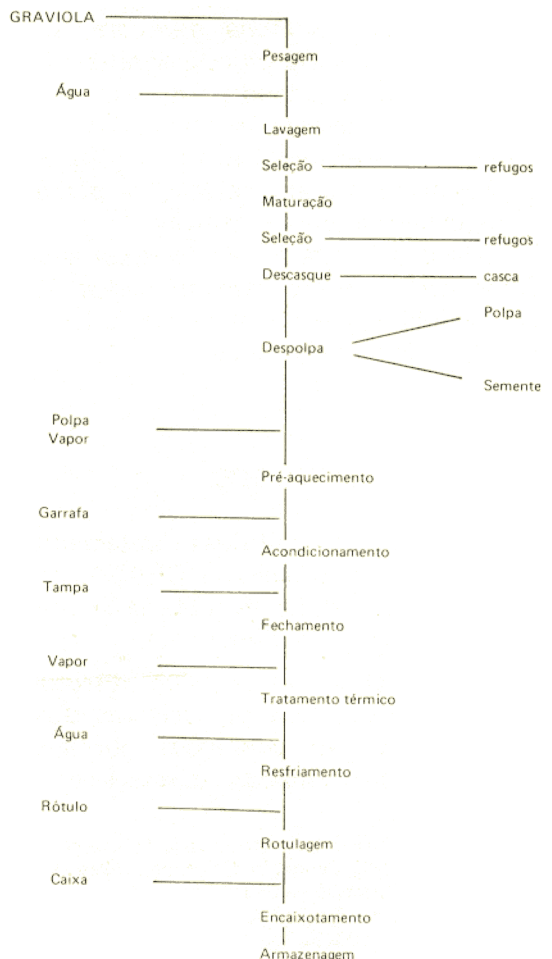 GRAVIOLA
Pesagem
Água
Lavagem
Seleção refugos
Maturação
Seleção refugos
Descasque casca
Polpa
Despolpa
Semente
Polpa
Vapor
Pré-aquecimento
Garrafa
Acondicionamento
Tampa
Fechamento
Vapor
Tratamento térmico
Água
Resfriamento
Rótulo
Rotulagem
Caixa
Encaixotamento
Armazenagem